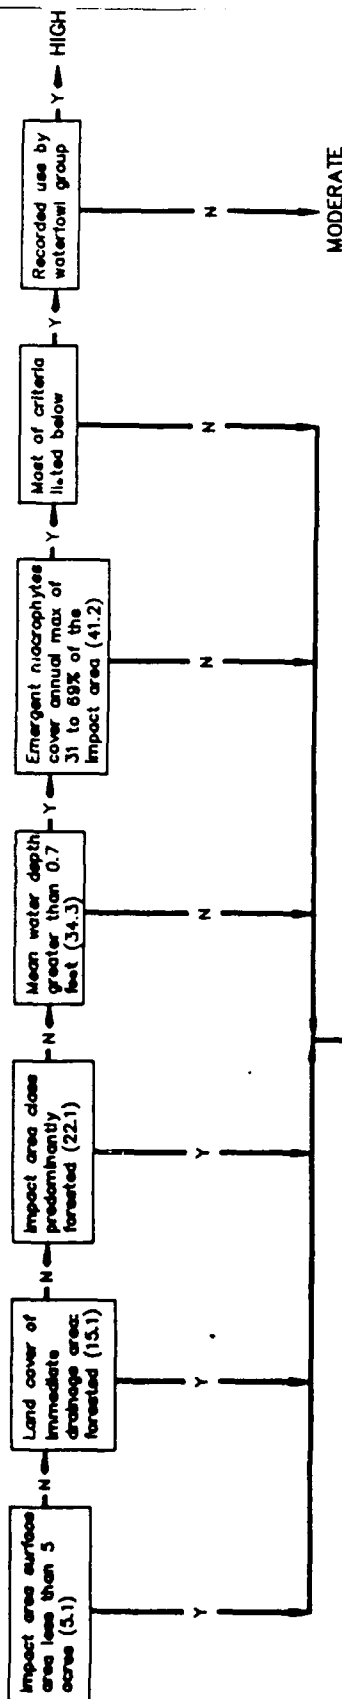 Impact area surface
area less than 5
acres (5.1)
N
Y
Land cover of
immediate
drainage area:
forested (15.1)
N
Y
Impact area class
predominantly
forested (22.1)
N
Y
Mean water depth
greater than 0.7
feet (34.3)
Y
N
Emergent macrophytes
cover annual max of
31 to 69% of the
impact area (41.2)
Y
N
Most of criteria
listed below
Y
N
Recorded use by
waterfowl group
Y
HIGH
N
MODERATE